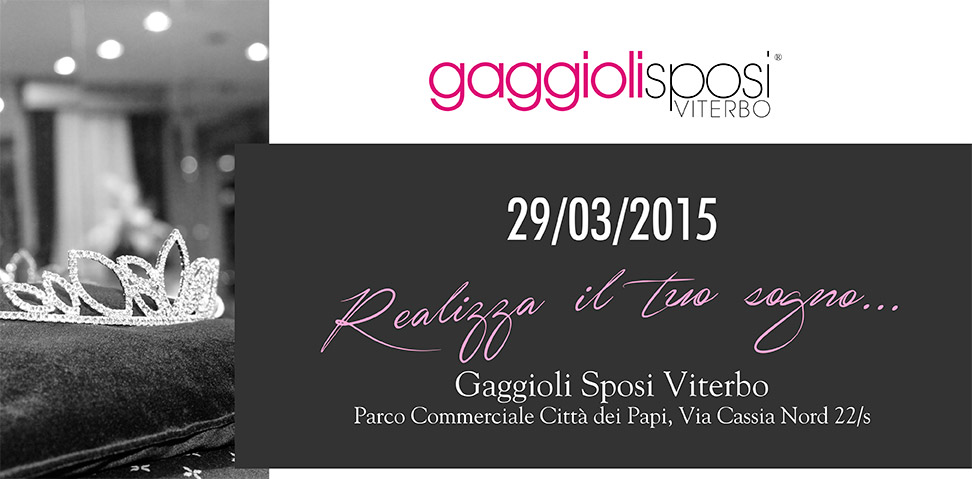 gaggiolisposi®
VITERBO
29/03/2015
Realizza il tuo sogno...
Gaggioli Sposi Viterbo
Parco Commerciale Città dei Papi, Via Cassia Nord 22/s